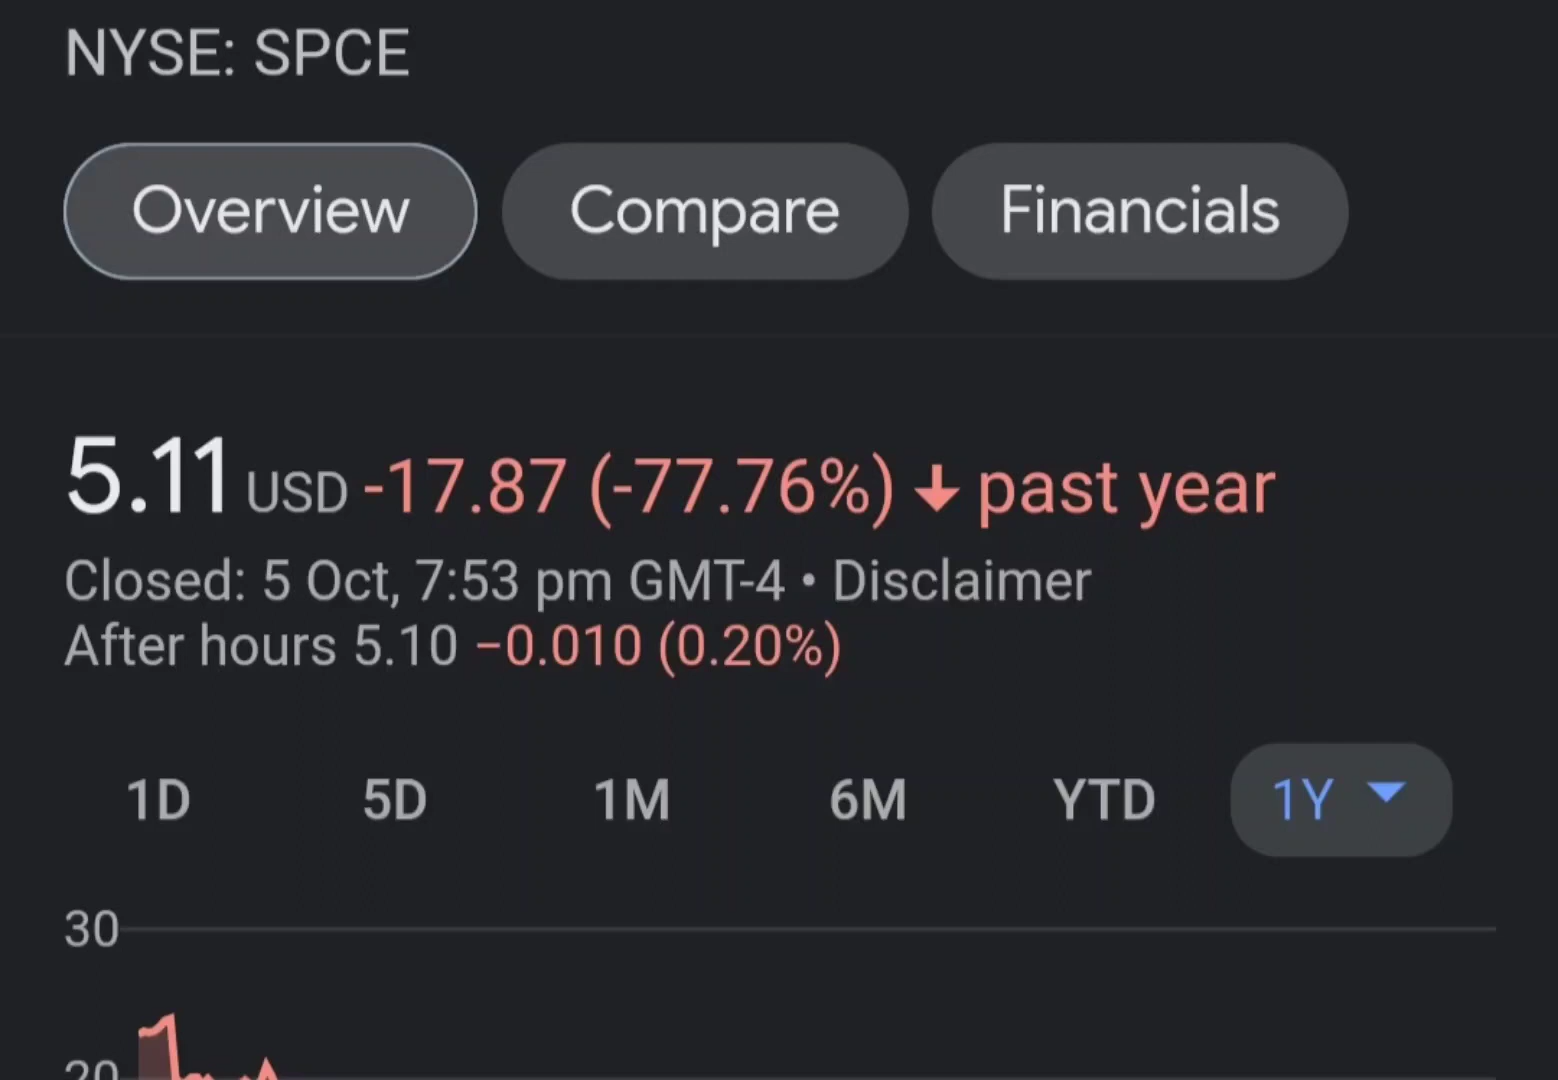 NYSE: SPCE
Overview Compare Financials
5.11 USD -17.87 (-77.76%) ↓ past year
Closed: 5 Oct, 7:53 pm GMT-4 • Disclaimer
After hours 5.10 −0.010 (0.20%)
1D 5D 1M 6M YTD 1Y
30
20